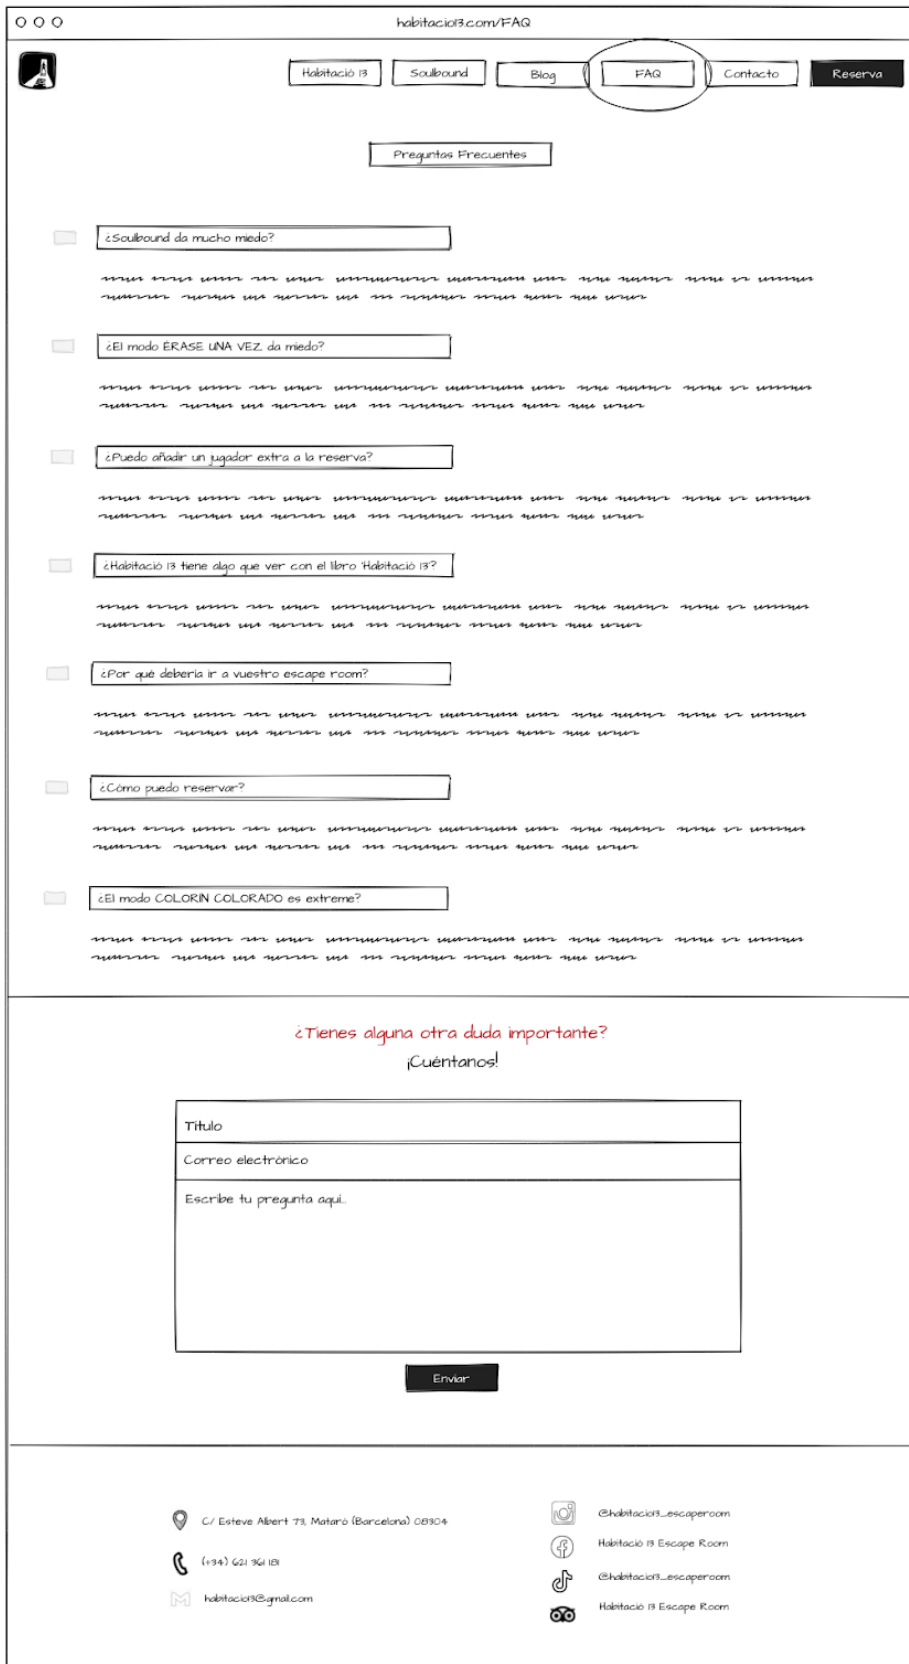 habitacio13.com/FAQ
Habitació 13
Soulbound
Blog
FAQ
Contacto
Reserva
Preguntas Frecuentes
¿Soulbound da mucho miedo?
¿El modo ÉRASE UNA VEZ da miedo?
¿Puedo añadir un jugador extra a la reserva?
¿Habitació 13 tiene algo que ver con el libro 'Habitació 13'?
¿Por qué debería ir a vuestro escape room?
¿Cómo puedo reservar?
¿El modo COLORÍN COLORADO es extreme?
¿Tienes alguna otra duda importante?
¡Cuéntanos!
Título
Correo electrónico
Escribe tu pregunta aquí...
Enviar
C/ Esteve Albert 73, Mataró (Barcelona) 08304
(+34) 621 361 181
habitacio13@gmail.com
@habitacio13_escaperoom
Habitació 13 Escape Room
@habitacio13_escaperoom
Habitació 13 Escape Room